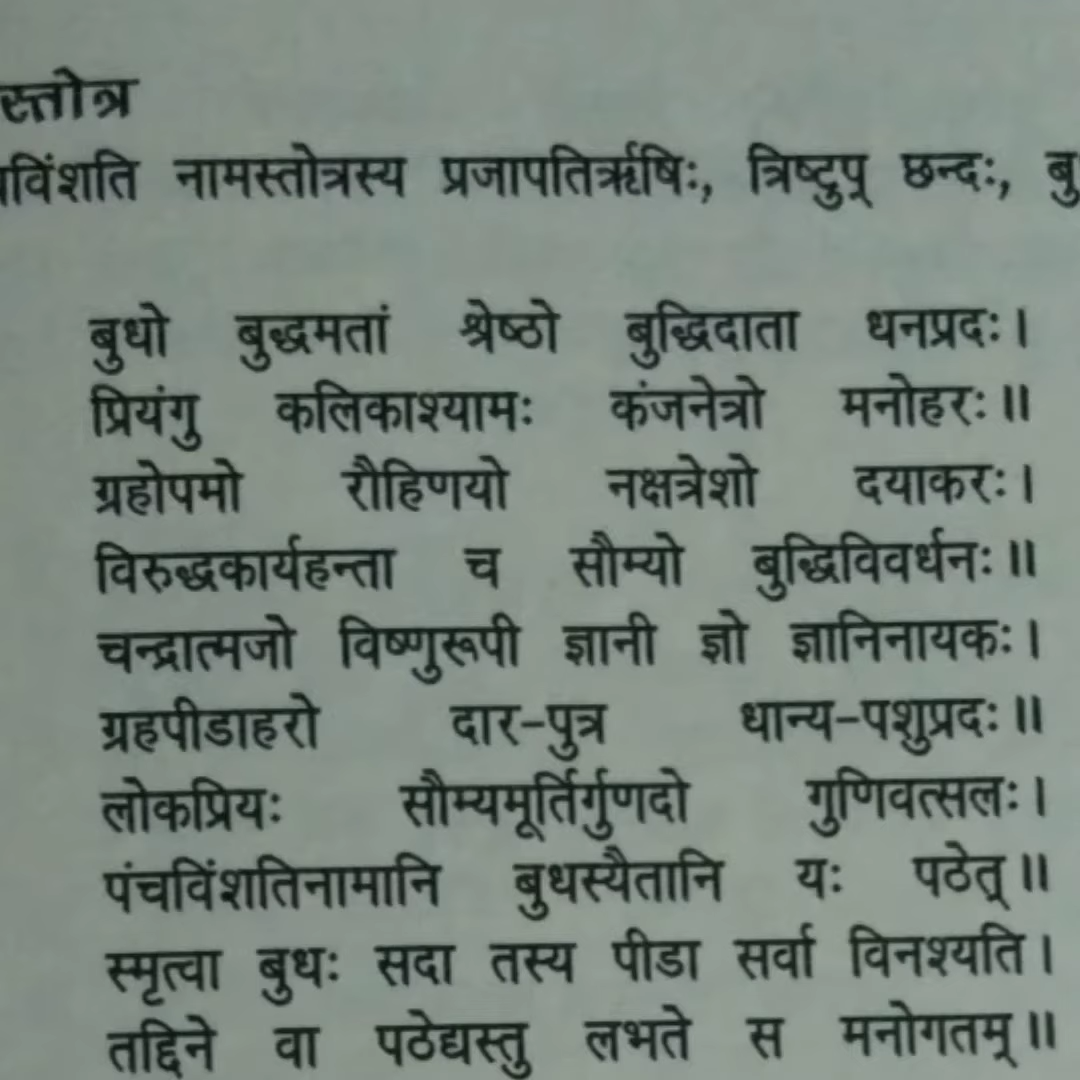 स्तोत्र
विंशति नामस्तोत्रस्य प्रजापतिर्ऋषिः, त्रिष्टुप् छन्दः, बु
बुधो बुद्धमतां श्रेष्ठो बुद्धिदाता धनप्रदः।
प्रियंगु कलिकाश्यामः कंजनेत्रो मनोहरः॥
ग्रहोपमो रौहिणयो नक्षत्रेशो दयाकरः।
विरुद्धकार्यहन्ता च सौम्यो बुद्धिविवर्धनः॥
चन्द्रात्मजो विष्णुरूपी ज्ञानी ज्ञो ज्ञानिनायकः।
ग्रहपीडाहरो दार-पुत्र धान्य-पशुप्रदः॥
लोकप्रियः सौम्यमूर्तिर्गुणदो गुणिवत्सलः।
पंचविंशतिनामानि बुधस्यैतानि यः पठेत्॥
स्मृत्वा बुधः सदा तस्य पीडा सर्वा विनश्यति।
तद्दिने वा पठेद्यस्तु लभते स मनोगतम्॥